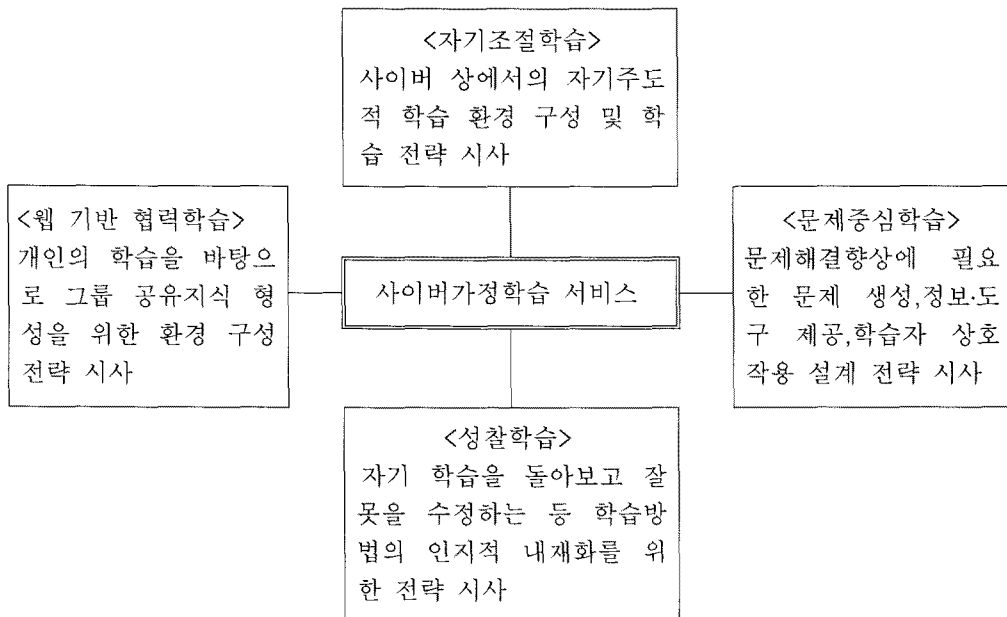 <자기조절학습>
사이버 상에서의 자기주도
적 학습 환경 구성 및 학
습 전략 시사
<웹 기반 협력학습>
개인의 학습을 바탕으
로 그룹 공유지식 형
성을 위한 환경 구성
전략 시사
사이버가정학습 서비스
<문제중심학습>
문제해결향상에 필요
한 문제 생성,정보·도
구 제공,학습자 상호
작용 설계 전략 시사
<성찰학습>
자기 학습을 돌아보고 잘
못을 수정하는 등 학습방
법의 인지적 내재화를 위
한 전략 시사